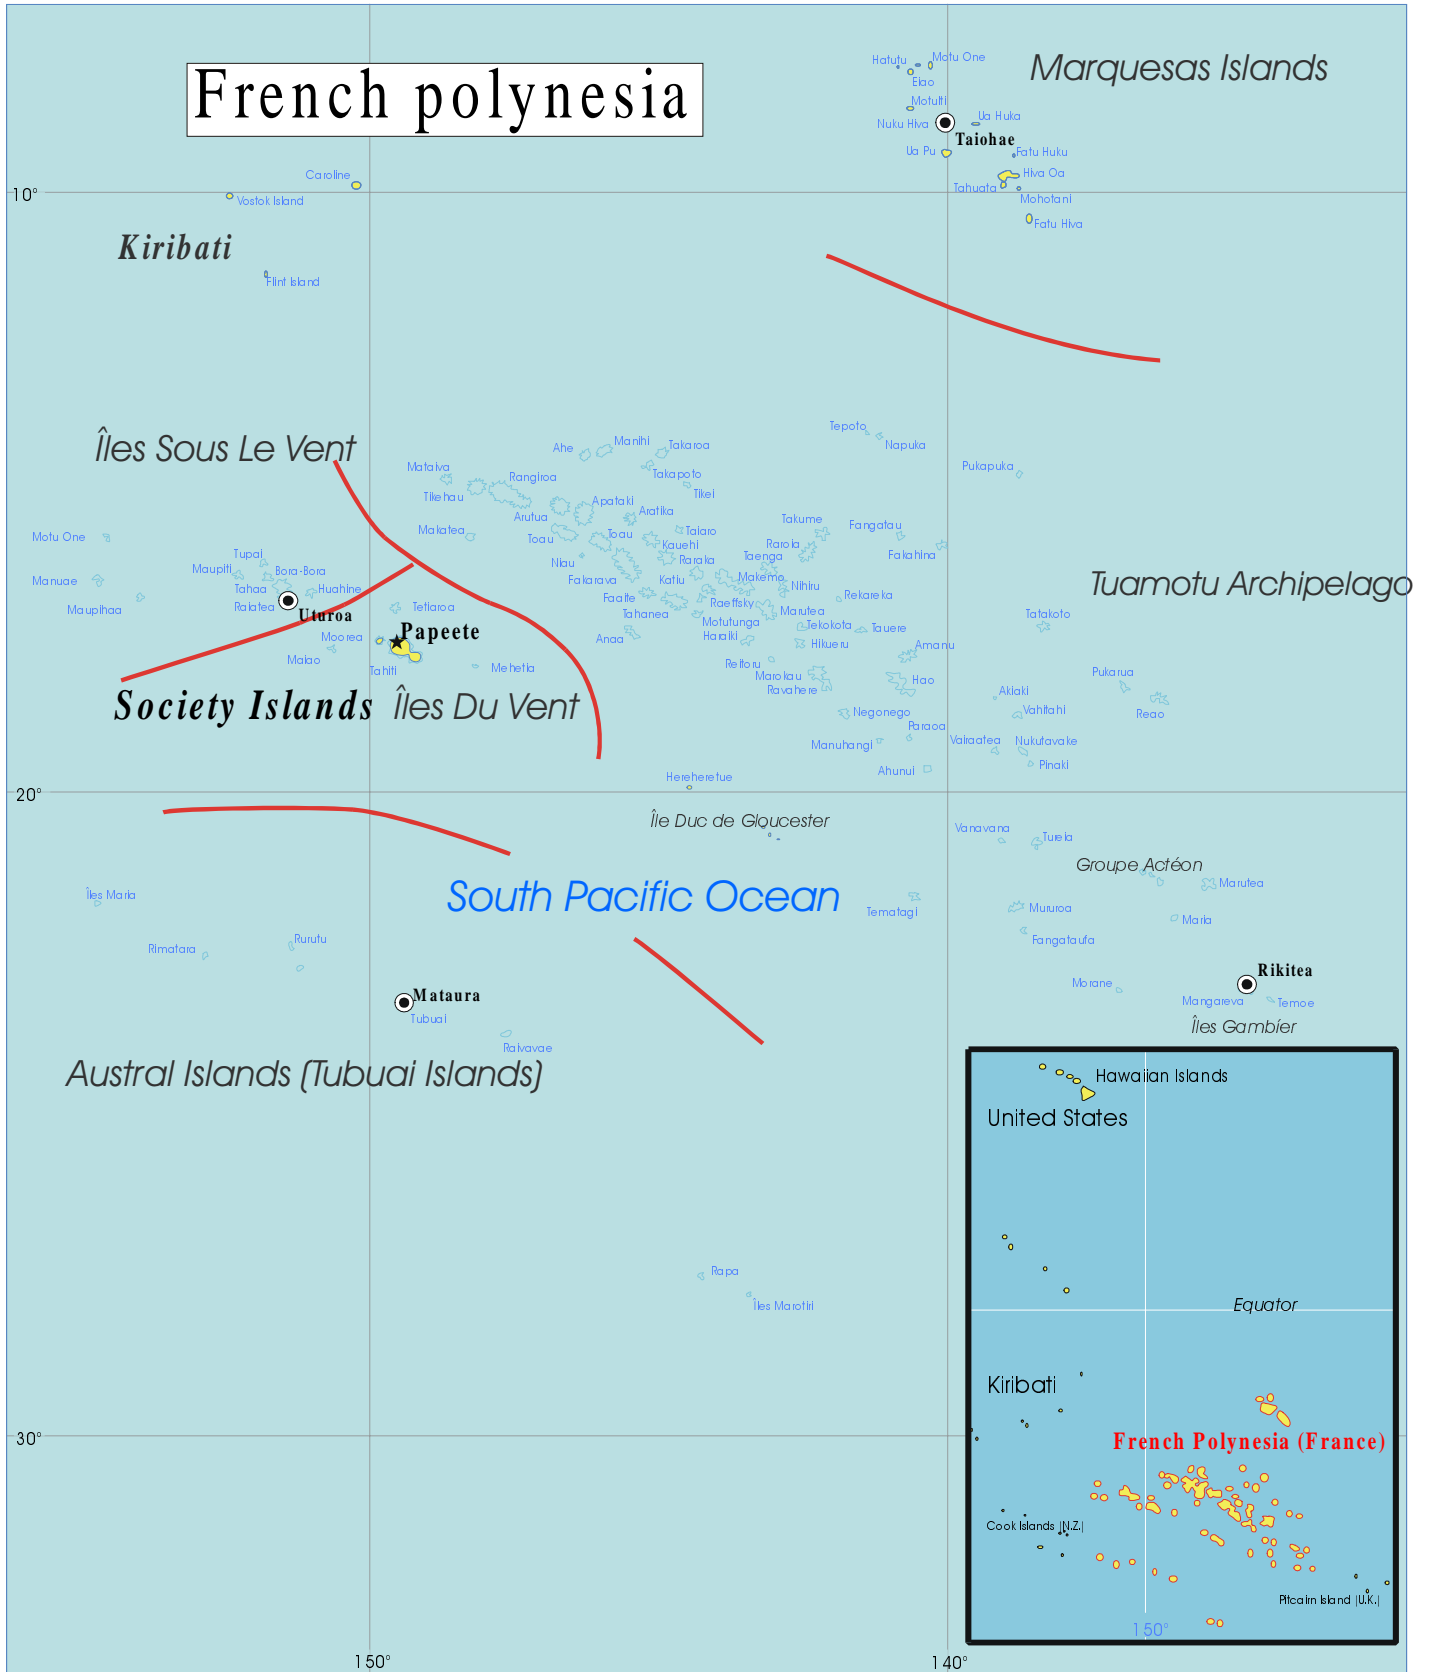 French polynesia
Marquesas Islands
Hatutu
Motu One
Eiao
Motuiti
Nuku Hiva
Ua Huka
Taiohae
Ua Pu
Fatu Huku
Hiva Oa
Tahuata
Mohotani
Fatu Hiva
Caroline
10°
Vostok Island
Kiribati
Flint Island
Îles Sous Le Vent
Tepoto
Napuka
Pukapuka
Ahe
Manihi
Takaroa
Mataiva
Rangiroa
Takapoto
Tikehau
Tikei
Apataki
Arutua
Aratika
Makatea
Toau
Toau
Taiaro
Kauehi
Takume
Fangatau
Raroia
Fakahina
Niau
Raraka
Taenga
Fakarava
Katiu
Makemo
Nihiru
Faaite
Raeffsky
Rekareka
Tahanea
Marutea
Motutunga
Tekokota
Tauere
Anaa
Haraiki
Hikueru
Amanu
Reitoru
Marokau
Hao
Ravahere
Motu One
Tupai
Maupiti
Bora-Bora
Manuae
Tahaa
Huahine
Maupihaa
Raiatea
Uturoa
Tetiaroa
Moorea
Papeete
Maiao
Tahiti
Mehetia
Tuamotu Archipelago
Tatakoto
Pukarua
Reao
Akiaki
Vahitahi
Negonego
Paraoa
Manuhangi
Vairaatea
Nukutavake
Pinaki
Ahunui
Society Islands
Îles Du Vent
Hereheretue
20°
Île Duc de Gloucester
Vanavana
Tureia
Groupe Actéon
Marutea
South Pacific Ocean
Îles Maria
Tematagi
Mururoa
Maria
Fangataufa
Rimatara
Rurutu
Rikitea
Morane
Mangareva
Temoe
Îles Gambier
Mataura
Tubuai
Raivavae
Austral Islands (Tubuai Islands)
Hawaiian Islands
United States
Rapa
Îles Marotiri
Equator
Kiribati
30°
French Polynesia (France)
Cook Islands (N.Z.)
Pitcairn Island (U.K.)
150°
150°
140°